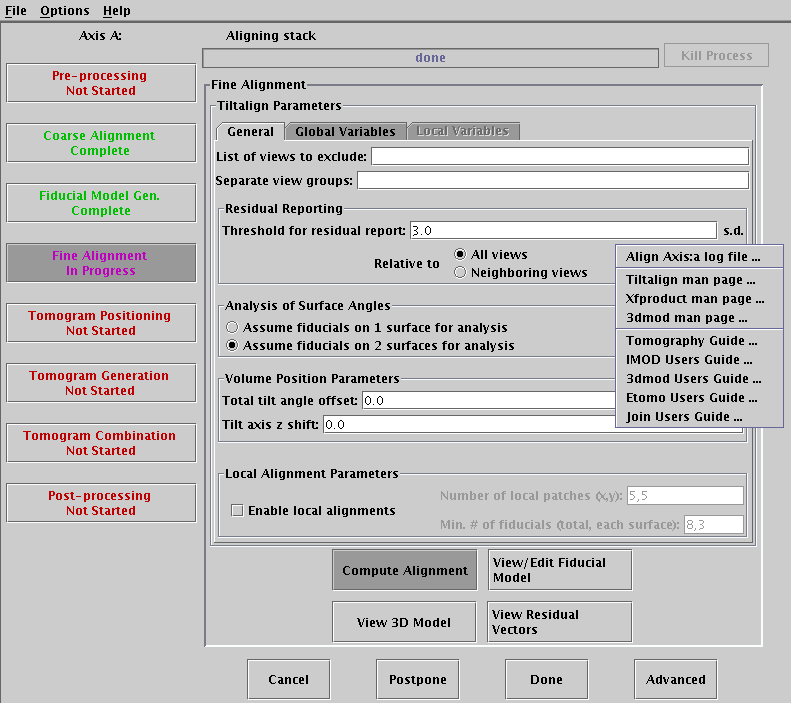 File Options Help
Axis A:
Aligning stack
done
Kill Process
Pre-processing
Not Started
Coarse Alignment
Complete
Fiducial Model Gen.
Complete
Fine Alignment
In Progress
Tomogram Positioning
Not Started
Tomogram Generation
Not Started
Tomogram Combination
Not Started
Post-processing
Not Started
Fine Alignment
Tiltalign Parameters
General Global Variables Local Variables
List of views to exclude:
Separate view groups:
Residual Reporting
Threshold for residual report: 3.0 s.d.
Relative to
All views
Neighboring views
Analysis of Surface Angles
Assume fiducials on 1 surface for analysis
Assume fiducials on 2 surfaces for analysis
Volume Position Parameters
Total tilt angle offset: 0.0
Tilt axis z shift: 0.0
Local Alignment Parameters
Enable local alignments
Number of local patches (x,y): 5,5
Min. # of fiducials (total, each surface): 8,3
Align Axis:a log file ...
Tiltalign man page ...
Xfproduct man page ...
3dmod man page ...
Tomography Guide ...
IMOD Users Guide ...
3dmod Users Guide ...
Etomo Users Guide ...
Join Users Guide ...
Compute Alignment
View/Edit Fiducial
Model
View 3D Model
View Residual
Vectors
Cancel
Postpone
Done
Advanced